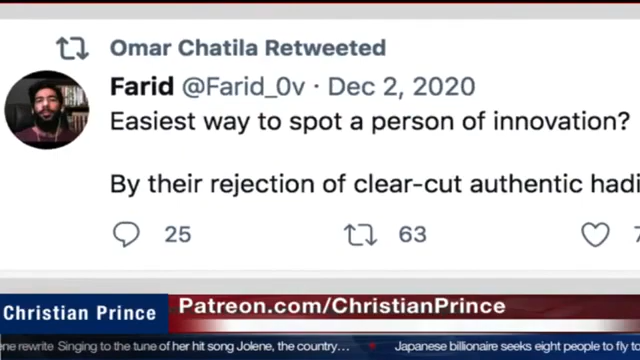 Omar Chatila Retweeted
Farid @Farid_0v · Dec 2, 2020
Easiest way to spot a person of innovation?
By their rejection of clear-cut authentic hadi
25 63 7
Christian Prince
Patreon.com/ChristianPrince
ene rewrite Singing to the tune of her hit song Jolene, the country... Japanese billionaire seeks eight people to fly to